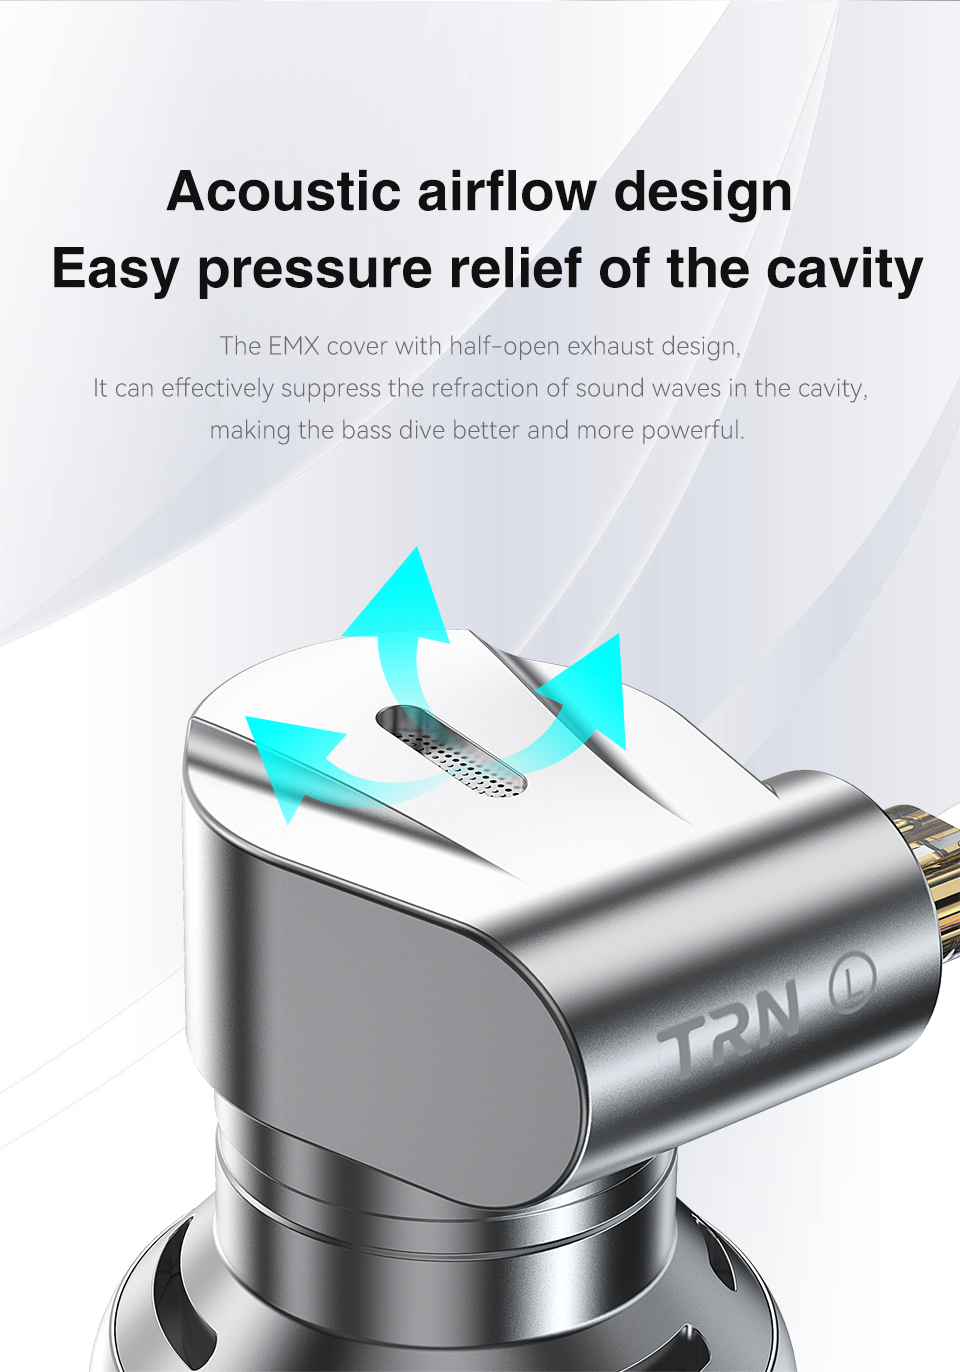 Acoustic airflow design
Easy pressure relief of the cavity
The EMX cover with half-open exhaust design,
It can effectively suppress the refraction of sound waves in the cavity,
making the bass dive better and more powerful.
TRN L